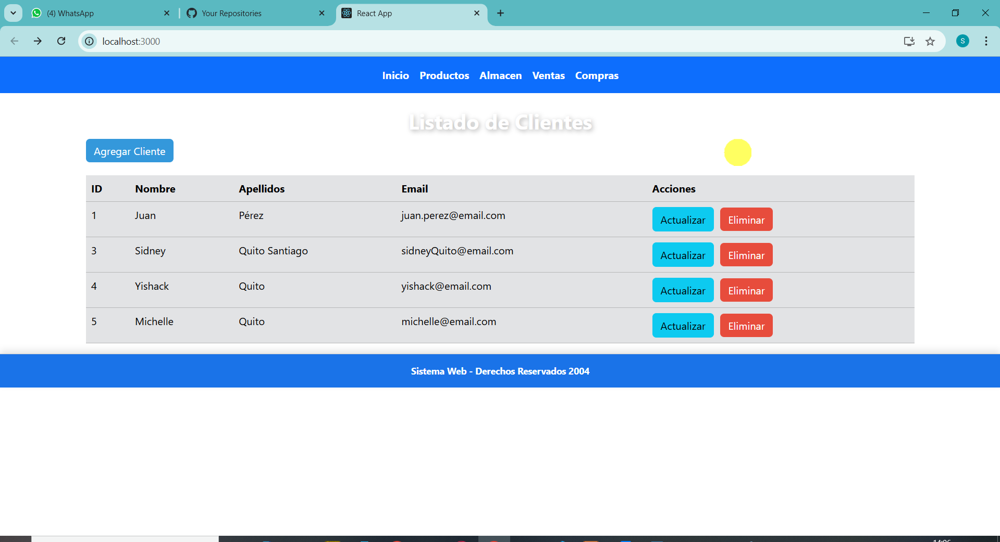 (4) WhatsApp
Your Repositories
React App
localhost:3000
S
Inicio Productos Almacen Ventas Compras
Listado de Clientes
Agregar Cliente
ID Nombre Apellidos Email Acciones
1 Juan Pérez juan.perez@email.com Actualizar Eliminar
3 Sidney Quito Santiago sidneyQuito@email.com Actualizar Eliminar
4 Yishack Quito yishack@email.com Actualizar Eliminar
5 Michelle Quito michelle@email.com Actualizar Eliminar
Sistema Web - Derechos Reservados 2004